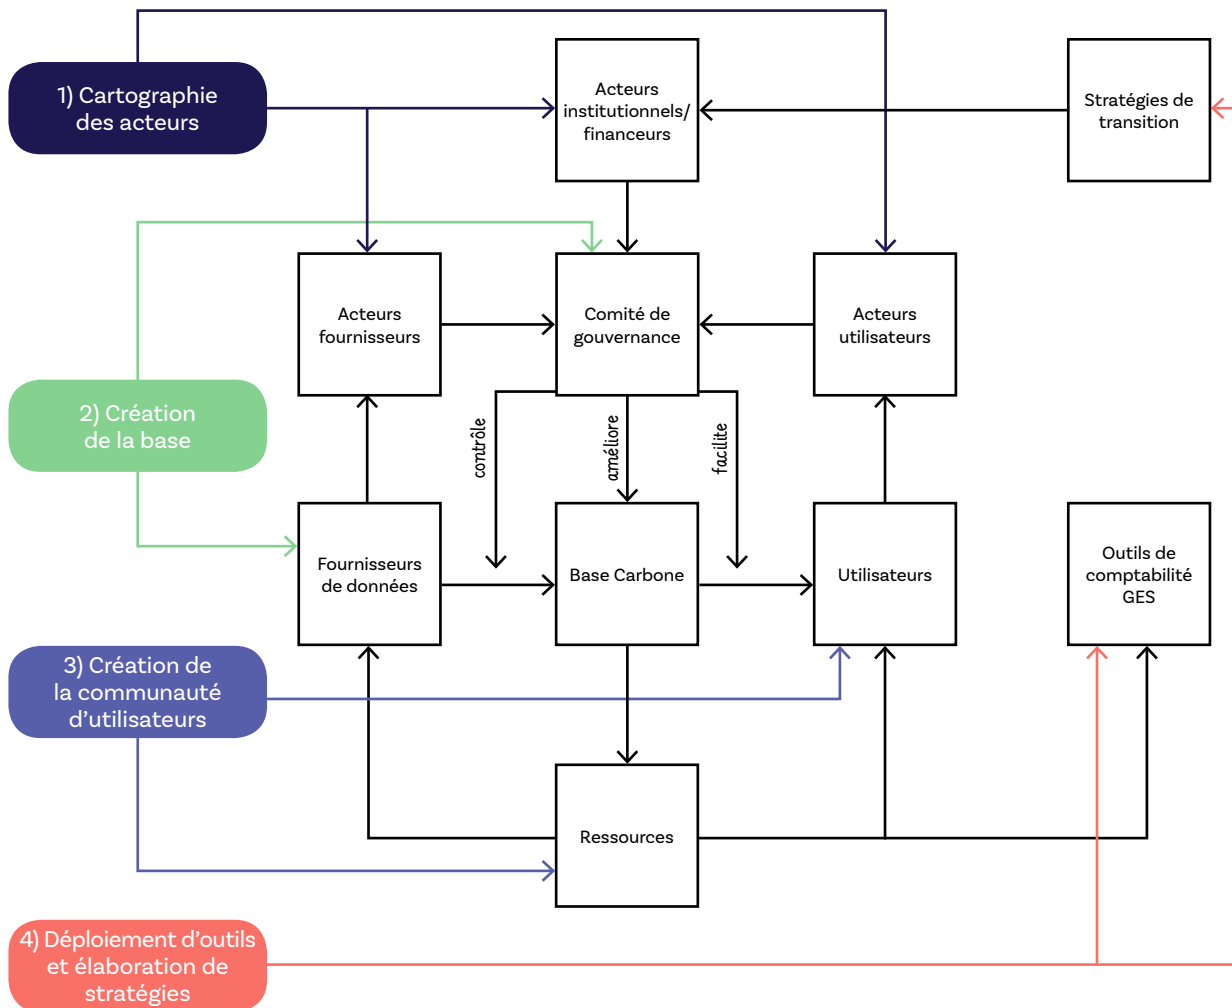 1) Cartographie
des acteurs
Acteurs
institutionnels/
financeurs
Stratégies de
transition
Acteurs
fournisseurs
Comité de
gouvernance
Acteurs
utilisateurs
2) Création
de la base
contrôle
améliore
facilite
Fournisseurs
de données
Base Carbone
Utilisateurs
Outils de
comptabilité
GES
3) Création de
la communauté
d’utilisateurs
Ressources
4) Déploiement d’outils
et élaboration de
stratégies